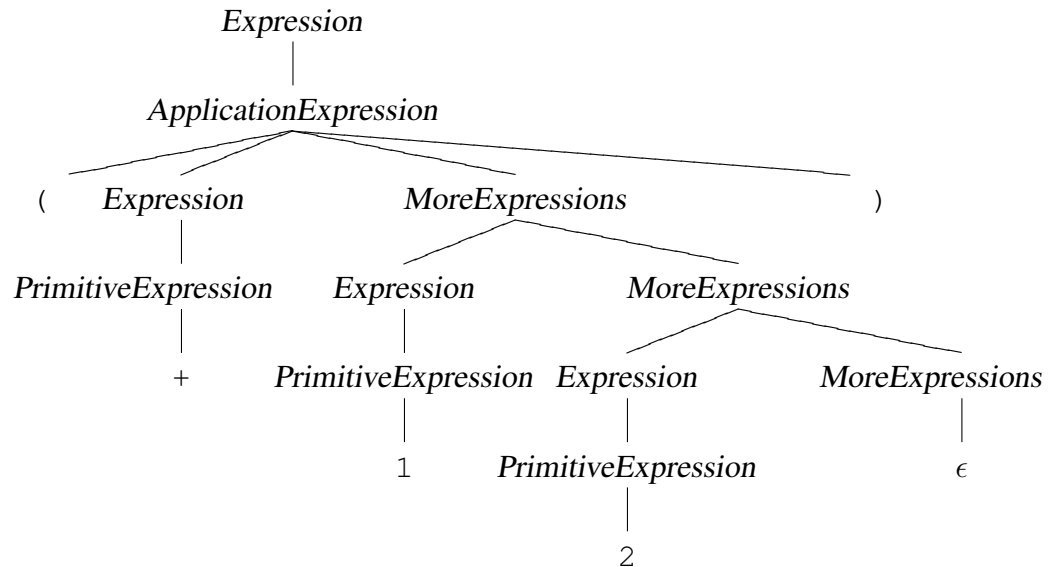 Expression
ApplicationExpression
( Expression MoreExpressions )
PrimitiveExpression Expression MoreExpressions
+ PrimitiveExpression Expression MoreExpressions
1 PrimitiveExpression ϵ
2